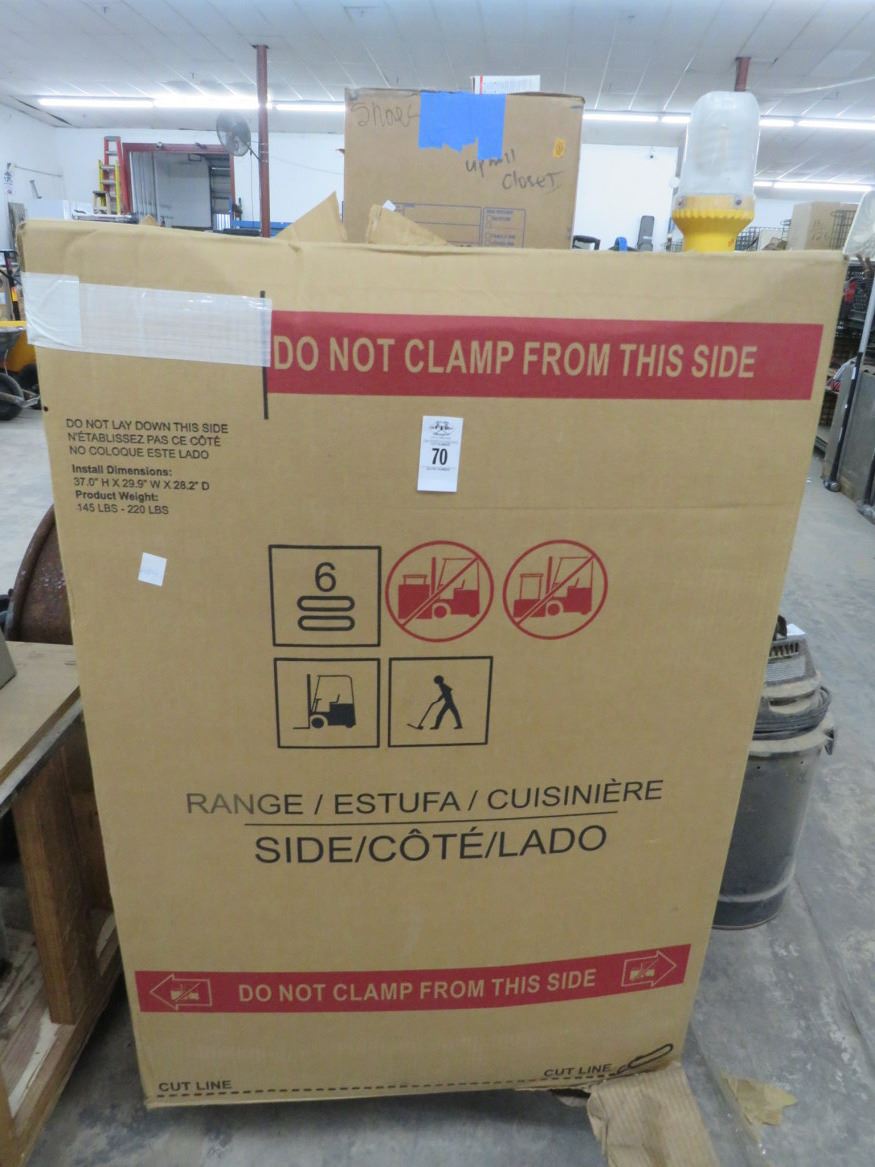 Shoes
up hall
closet
DO NOT CLAMP FROM THIS SIDE
70
DO NOT LAY DOWN THIS SIDE
N'ÉTABLISSEZ PAS CE CÔTÉ
NO COLOQUE ESTE LADO
Install Dimensions:
37.0" H X 29.9" W X 28.2" D
Product Weight:
145 LBS - 220 LBS
6
RANGE / ESTUFA / CUISINIÈRE
SIDE/CÔTÉ/LADO
DO NOT CLAMP FROM THIS SIDE
CUT LINE
CUT LINE